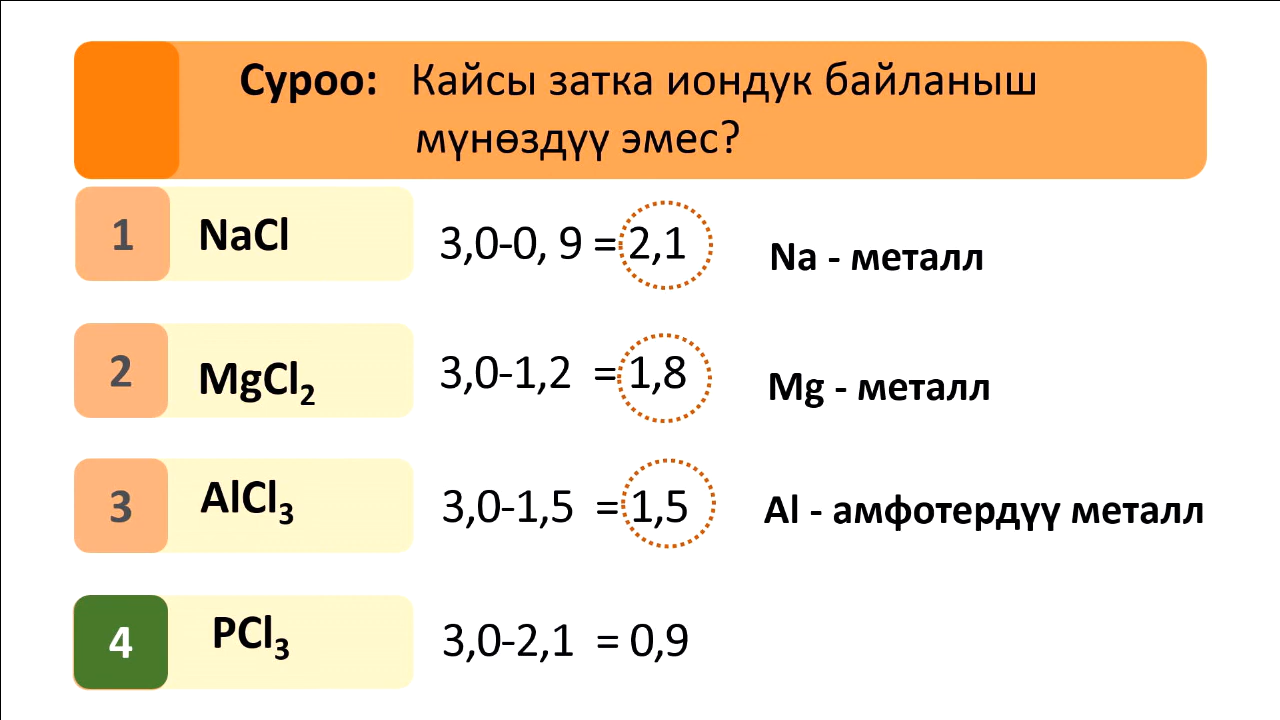 Суроо: Кайсы затка иондук байланыш
мүнөздүү эмес?
1 NaCl 3,0-0, 9 = 2,1 Na - металл
2 MgCl₂ 3,0-1,2 = 1,8 Mg - металл
3 AlCl₃ 3,0-1,5 = 1,5 Al - амфотердүү металл
4 PCl₃ 3,0-2,1 = 0,9